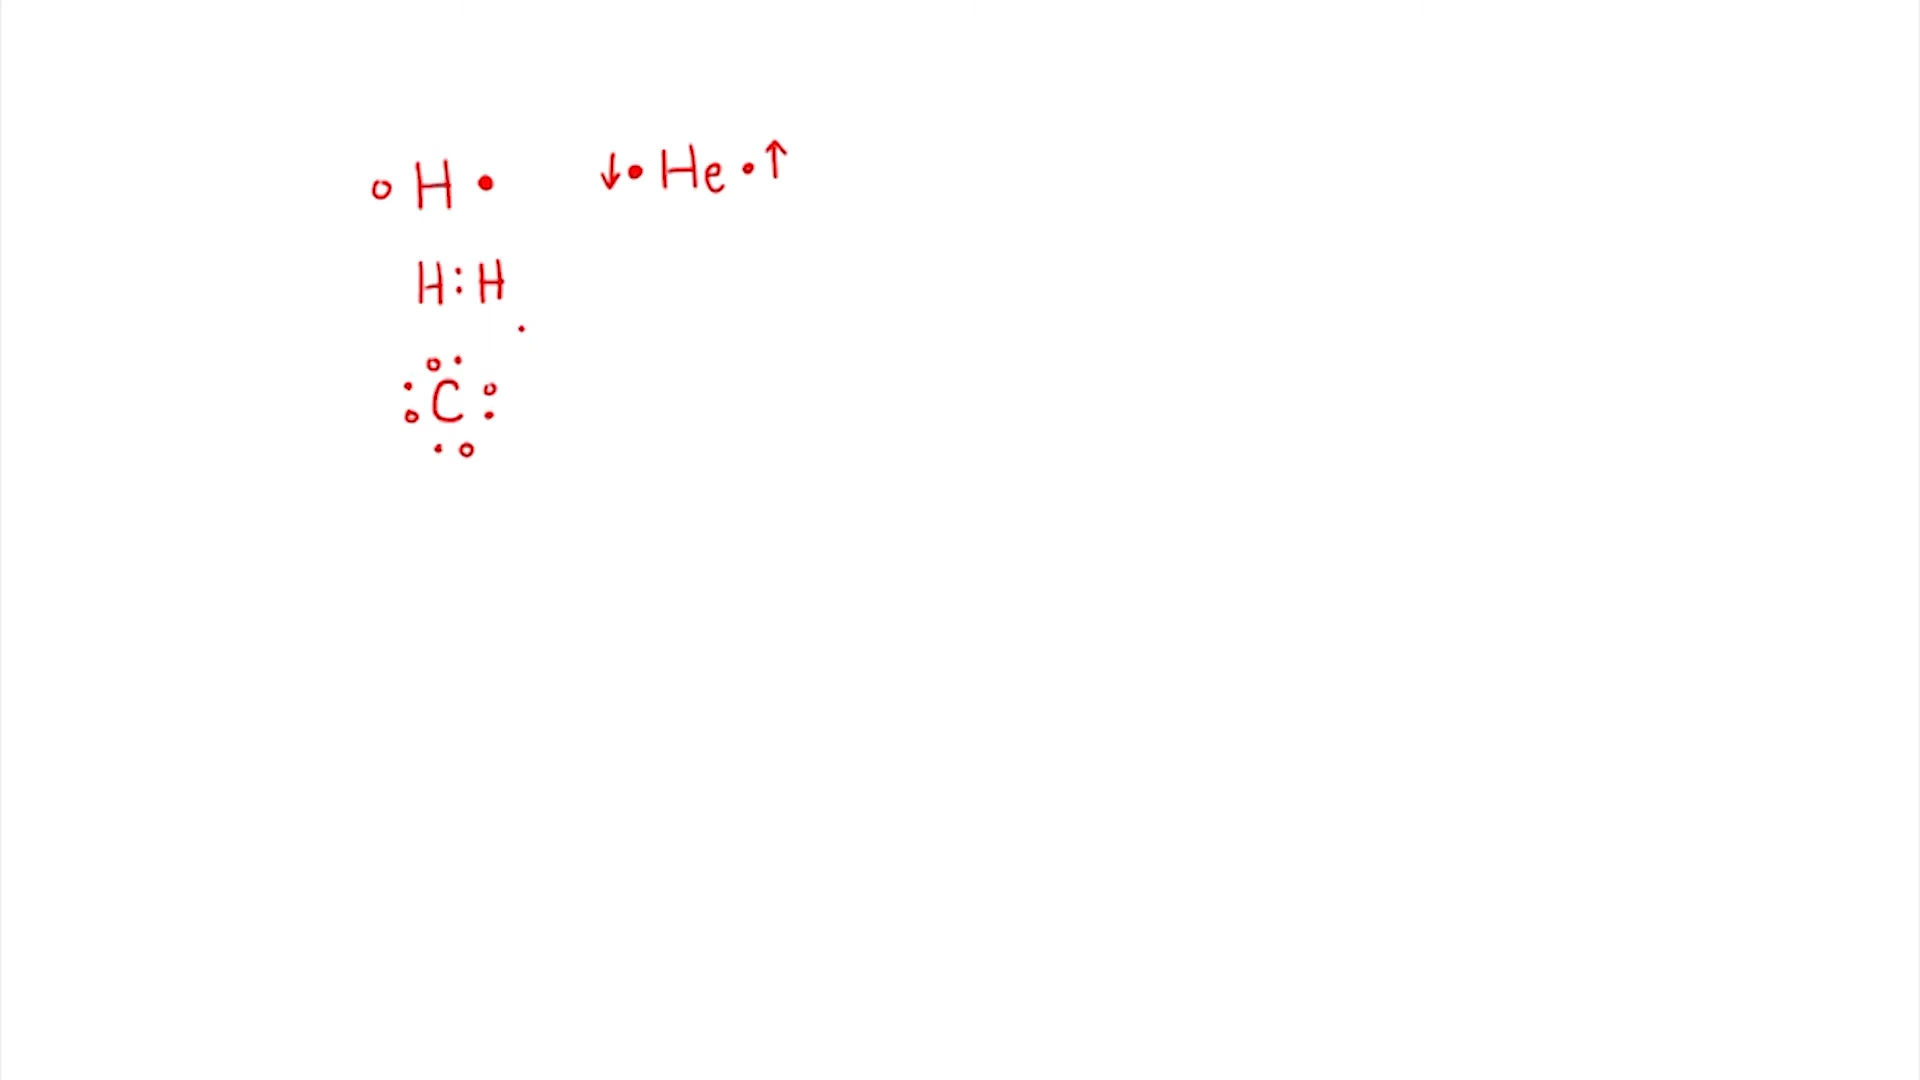 ○ H • ↓• He •↑
H : H
C